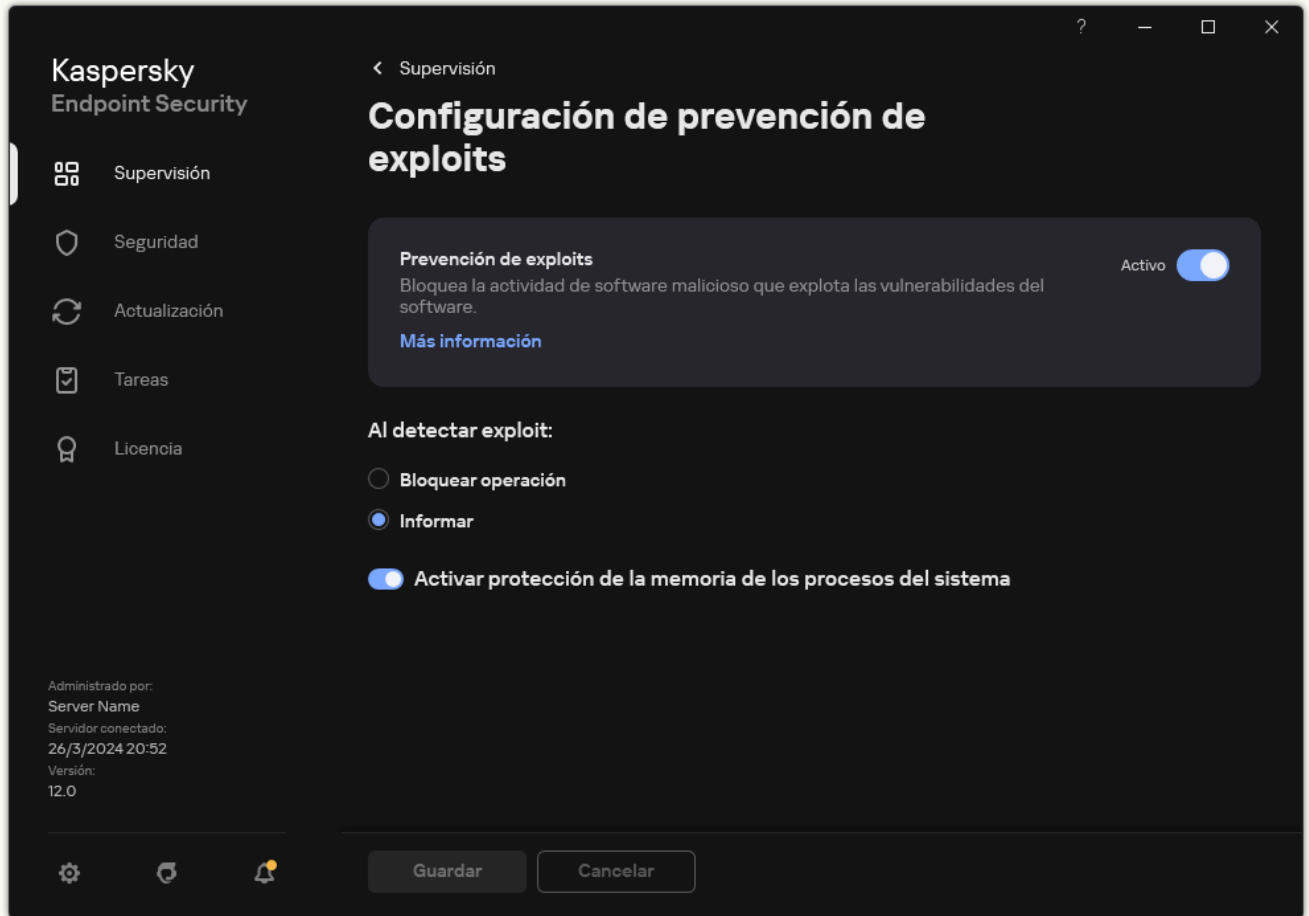 ?
Kaspersky
Endpoint Security
Supervisión
Seguridad
Actualización
Tareas
Licencia
Administrado por:
Server Name
Servidor conectado:
26/3/2024 20:52
Versión:
12.0
Supervisión
Configuración de prevención de
exploits
Prevención de exploits
Bloquea la actividad de software malicioso que explota las vulnerabilidades del
software.
Más información
Activo
Al detectar exploit:
Bloquear operación
Informar
Activar protección de la memoria de los procesos del sistema
Guardar
Cancelar